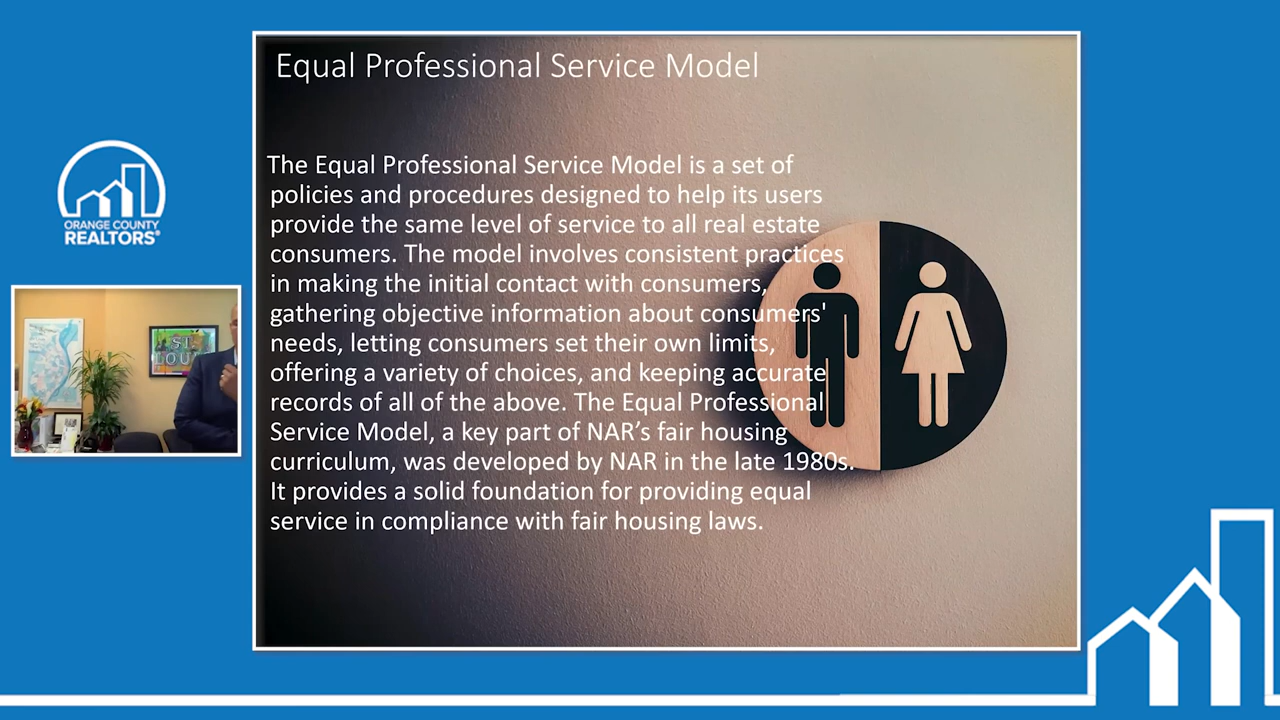 Equal Professional Service Model
The Equal Professional Service Model is a set of
policies and procedures designed to help its users
provide the same level of service to all real estate
consumers. The model involves consistent practices
in making the initial contact with consumers,
gathering objective information about consumers'
needs, letting consumers set their own limits,
offering a variety of choices, and keeping accurate
records of all of the above. The Equal Professional
Service Model, a key part of NAR’s fair housing
curriculum, was developed by NAR in the late 1980s.
It provides a solid foundation for providing equal
service in compliance with fair housing laws.
ORANGE COUNTY
REALTORS®
ST.
LOU